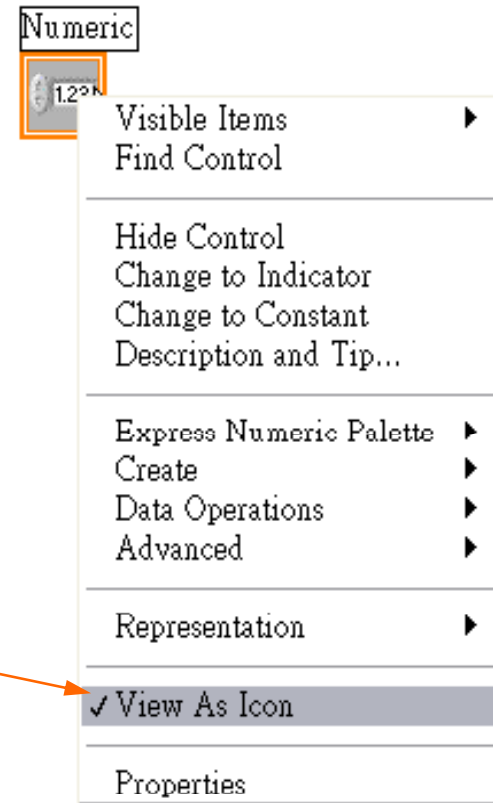 Numeric
1.23
Visible Items
Find Control
Hide Control
Change to Indicator
Change to Constant
Description and Tip...
Express Numeric Palette
Create
Data Operations
Advanced
Representation
✓ View As Icon
Properties